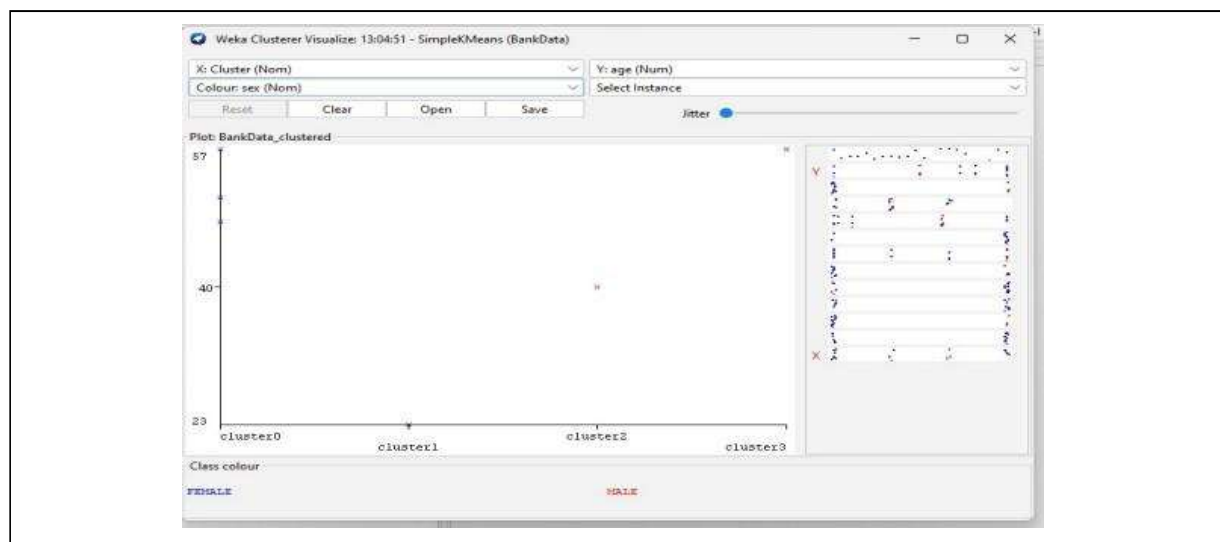 Weka Clusterer Visualize: 13:04:51 - SimpleKMeans (BankData)
X: Cluster (Nom) Y: age (Num)
Colour: sex (Nom) Select Instance
Reset Clear Open Save Jitter
Plot: BankData_clustered
57
Y
40
X
23
cluster0 cluster2
cluster1 cluster3
Class colour
FEMALE MALE